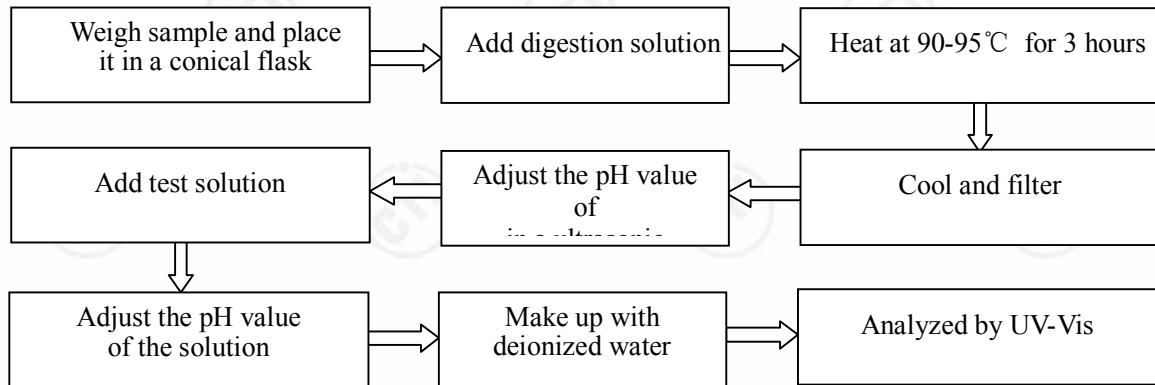 Weigh sample and place
it in a conical flask
Add digestion solution
Heat at 90-95℃ for 3 hours
Cool and filter
Adjust the pH value
of
in a ultrasonic
Add test solution
Adjust the pH value
of the solution
Make up with
deionized water
Analyzed by UV-Vis